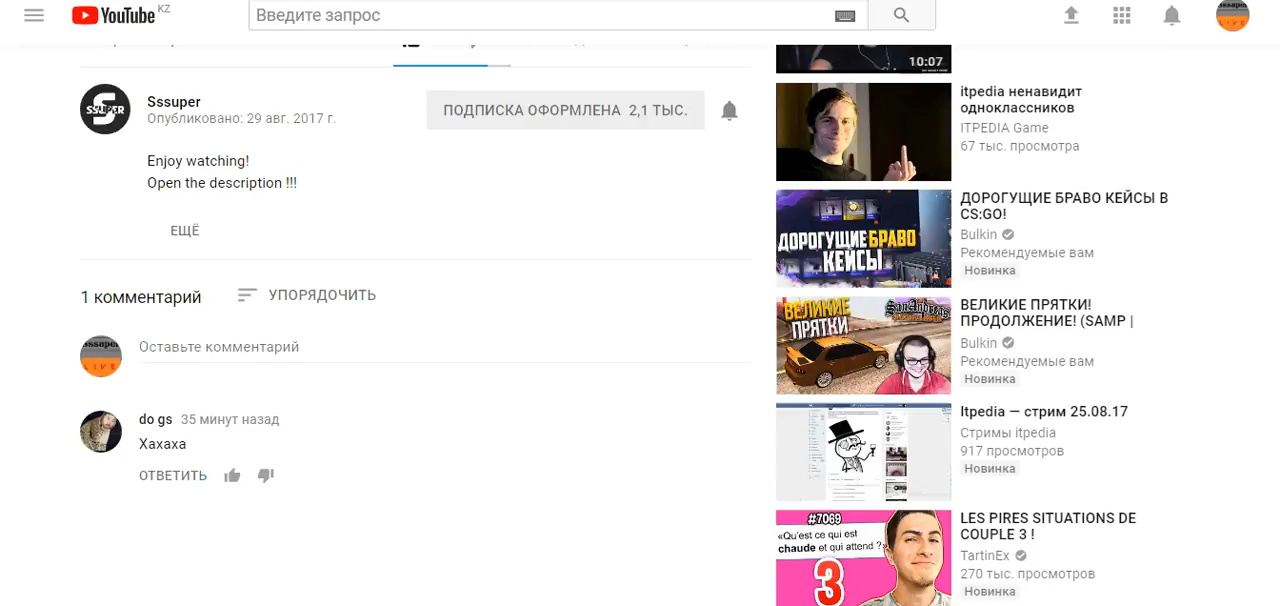 YouTube KZ
Введите запрос
Sssuper
Опубликовано: 29 авг. 2017 г.
ПОДПИСКА ОФОРМЛЕНА 2,1 ТЫС.
SSSUPER
Enjoy watching!
Open the description !!!
ЕЩЁ
1 комментарий
УПОРЯДОЧИТЬ
Оставьте комментарий
LIVE
do gs 35 минут назад
Хахаха
ОТВЕТИТЬ
10:07
itpedia ненавидит
одноклассников
ITPEDIA Game
67 тыс. просмотра
ДОРОГУЩИЕ БРАВО
КЕЙСЫ
ДОРОГУЩИЕ БРАВО КЕЙСЫ В
CS:GO!
Bulkin
Рекомендуемые вам
Новинка
ВЕЛИКИЕ
ПРЯТКИ
SanAndreas
ВЕЛИКИЕ ПРЯТКИ!
ПРОДОЛЖЕНИЕ! (SAMP |
Bulkin
Рекомендуемые вам
Новинка
Itpedia — стрим 25.08.17
Стримы itpedia
917 просмотров
Новинка
#7069
«Qu'est ce qui est
chaude et qui attend ?»
3
LES PIRES SITUATIONS DE
COUPLE 3 !
TartinEx
270 тыс. просмотров
Новинка